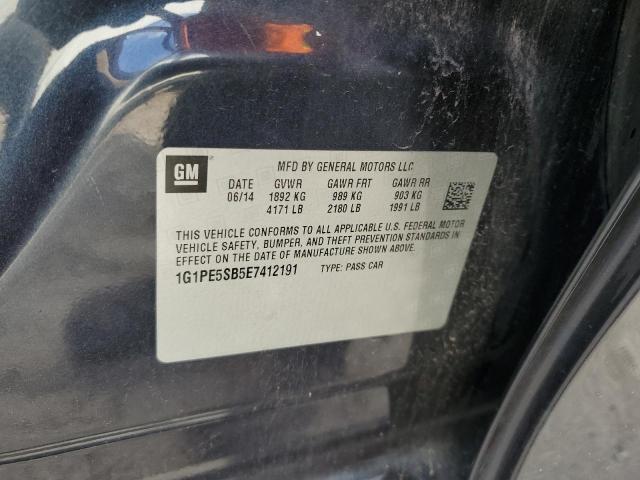 GM
MFD BY GENERAL MOTORS LLC
DATE GVWR GAWR FRT GAWR RR
06/14 1892 KG 989 KG 903 KG
4171 LB 2180 LB 1991 LB
THIS VEHICLE CONFORMS TO ALL APPLICABLE U.S. FEDERAL MOTOR
VEHICLE SAFETY, BUMPER, AND THEFT PREVENTION STANDARDS IN
EFFECT ON THE DATE OF MANUFACTURE SHOWN ABOVE.
1G1PE5SB5E7412191 TYPE: PASS CAR